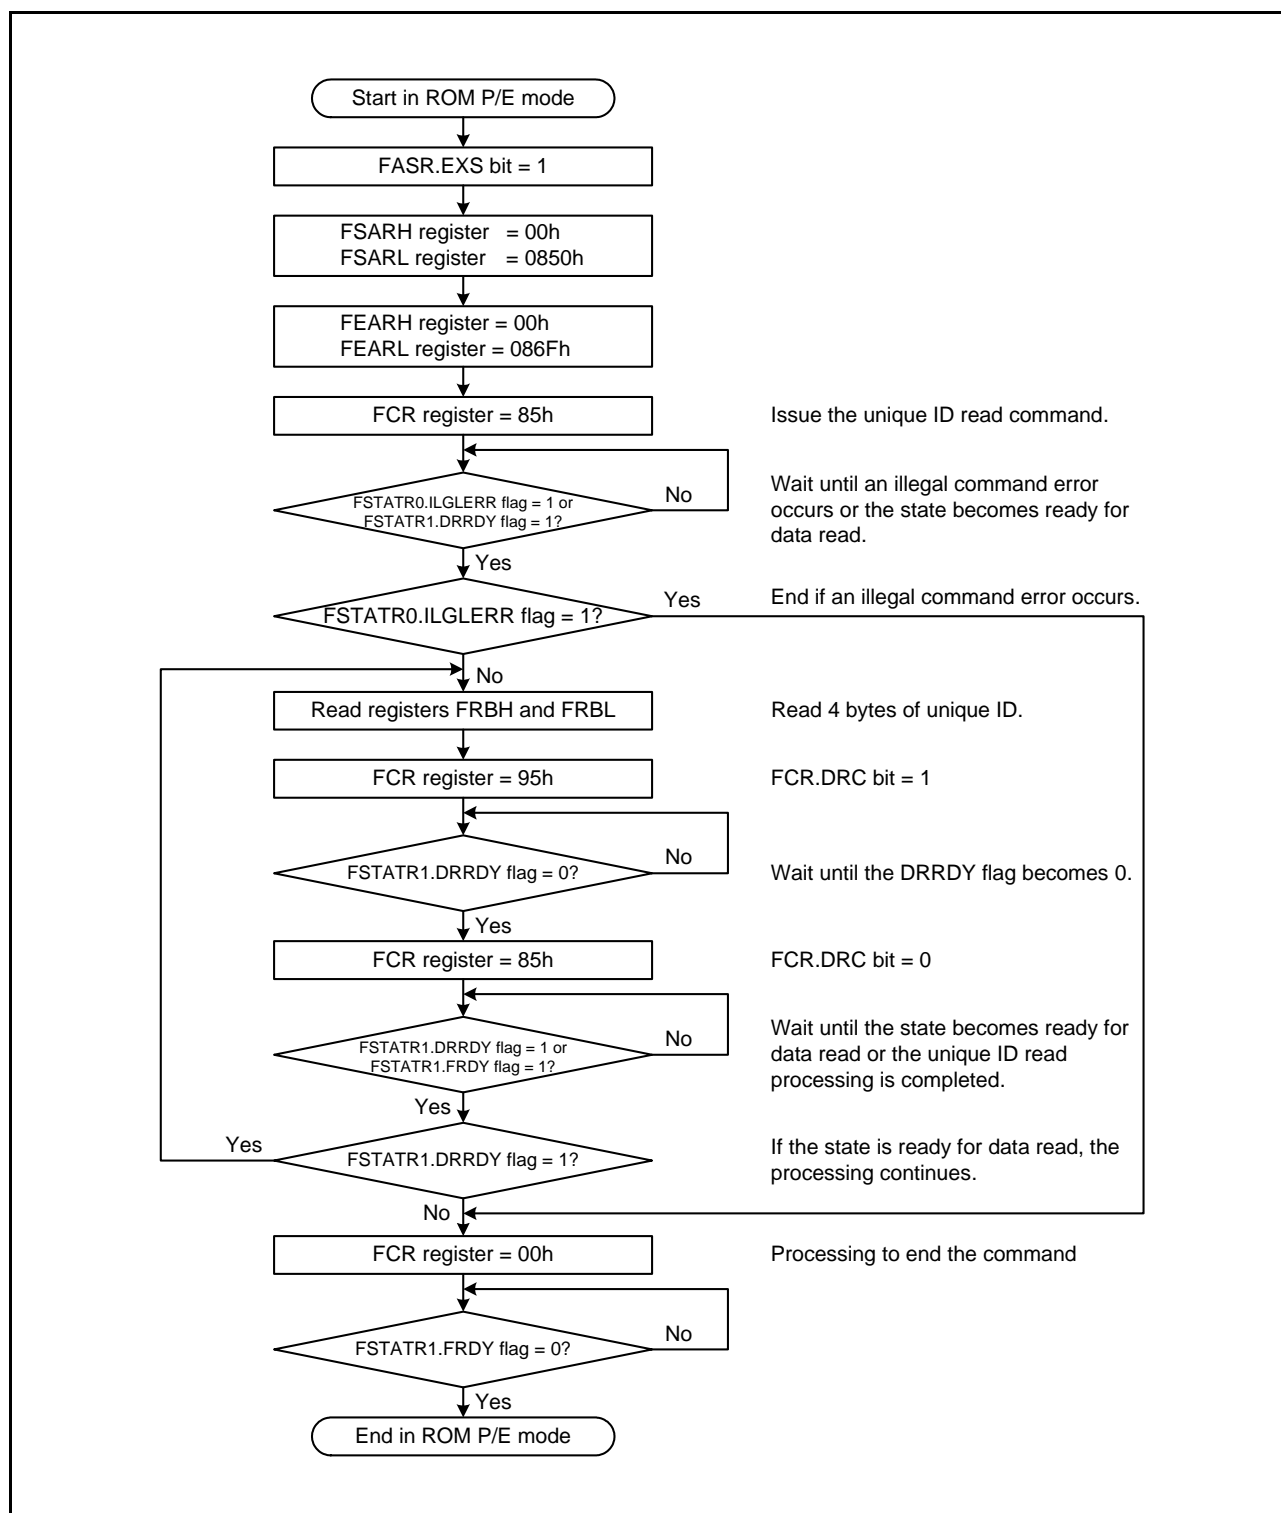 Start in ROM P/E mode
FASR.EXS bit = 1
FSARH register = 00h
FSARL register = 0850h
FEARH register = 00h
FEARL register = 086Fh
FCR register = 85h
Issue the unique ID read command.
FSTATR0.ILGLERR flag = 1 or
FSTATR1.DRRDY flag = 1?
No
Wait until an illegal command error
occurs or the state becomes ready for
data read.
Yes
FSTATR0.ILGLERR flag = 1?
Yes
End if an illegal command error occurs.
No
Read registers FRBH and FRBL
Read 4 bytes of unique ID.
FCR register = 95h
FCR.DRC bit = 1
FSTATR1.DRRDY flag = 0?
No
Wait until the DRRDY flag becomes 0.
Yes
FCR register = 85h
FCR.DRC bit = 0
FSTATR1.DRRDY flag = 1 or
FSTATR1.FRDY flag = 1?
No
Wait until the state becomes ready for
data read or the unique ID read
processing is completed.
Yes
Yes
FSTATR1.DRRDY flag = 1?
If the state is ready for data read, the
processing continues.
No
FCR register = 00h
Processing to end the command
FSTATR1.FRDY flag = 0?
No
Yes
End in ROM P/E mode